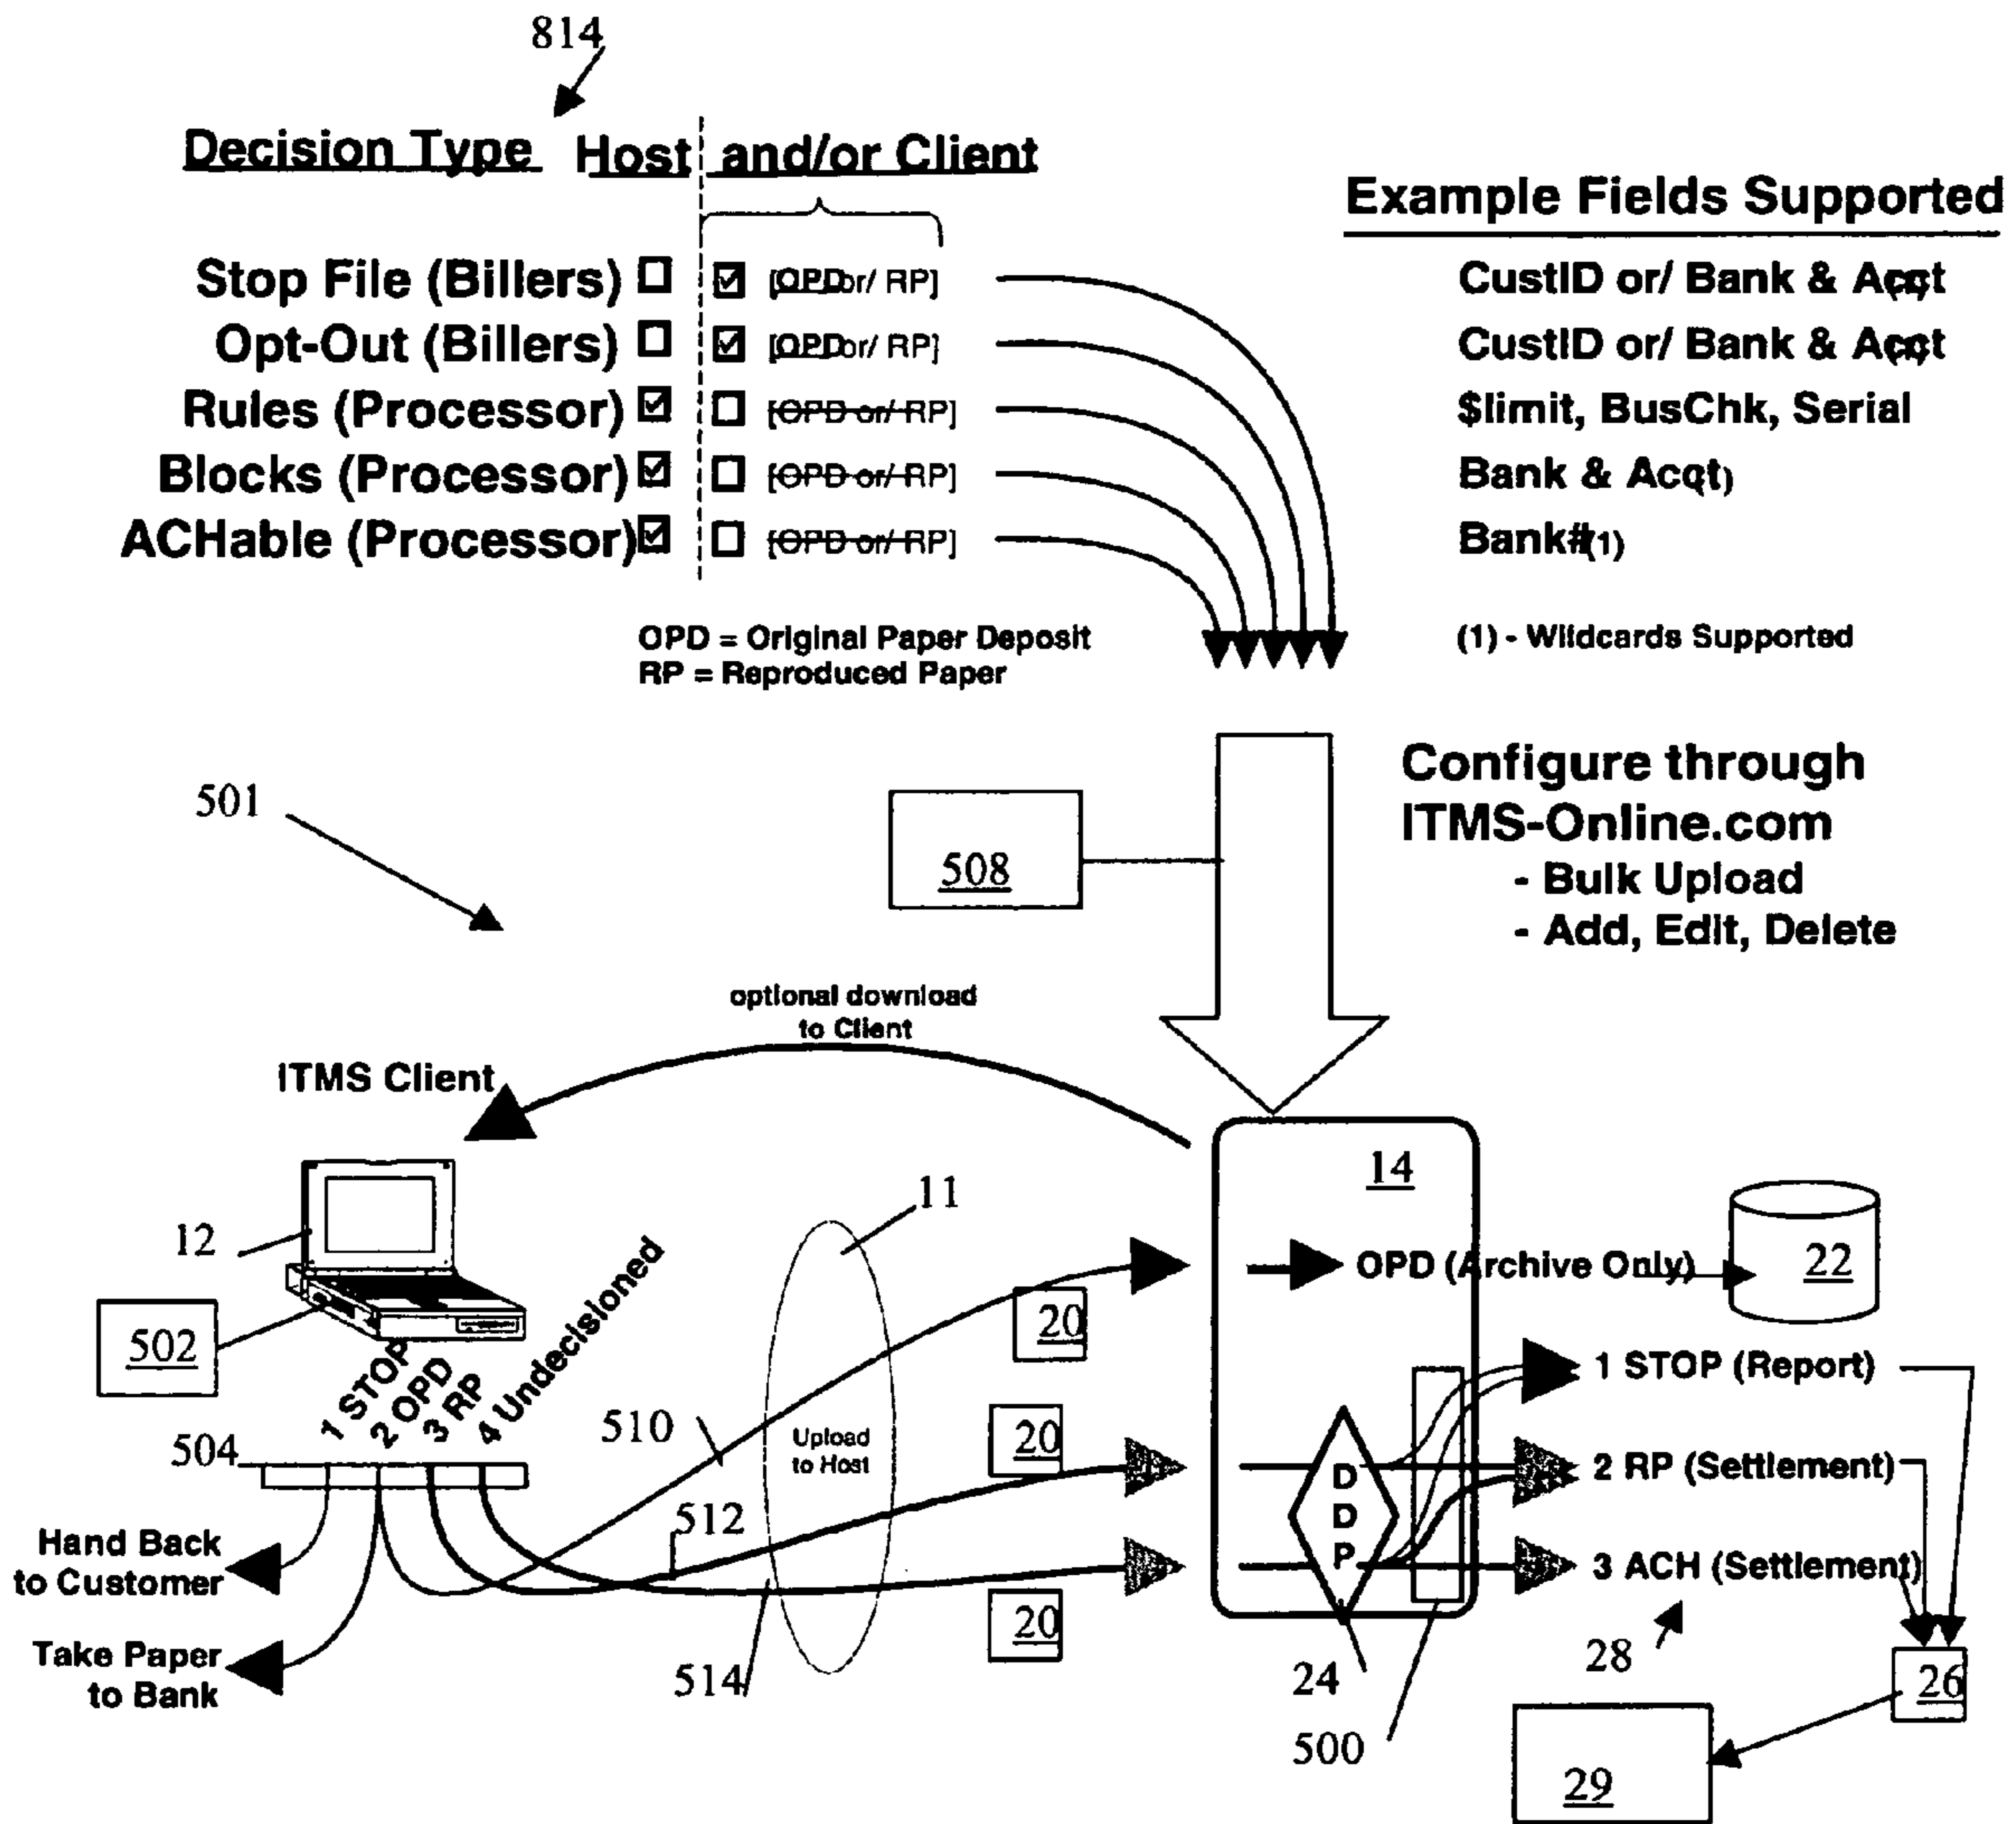 814
Decision Type Host and/or Client
Example Fields Supported
Stop File (Billers) [OPD or/ RP] CustID or/ Bank & Acct
Opt-Out (Billers) [OPD or/ RP] CustID or/ Bank & Acct
Rules (Processor) [OPD or/ RP] $limit, BusChk, Serial
Blocks (Processor) [OPD or/ RP] Bank & Acct
ACHable (Processor) [OPD or/ RP] Bank#(1)
OPD = Original Paper Deposit
RP = Reproduced Paper
(1) - Wildcards Supported
Configure through
ITMS-Online.com
- Bulk Upload
- Add, Edit, Delete
501
508
optional download
to Client
ITMS Client
11
14
12
OPD (Archive Only)
22
20
502
1 STOP
2 OPD
3 RP
4 Undecisioned
1 STOP (Report)
504
510
Upload
to Host
20
D
D
P
2 RP (Settlement)
512
Hand Back
to Customer
3 ACH (Settlement)
20
Take Paper
to Bank
514
24
28
26
500
29